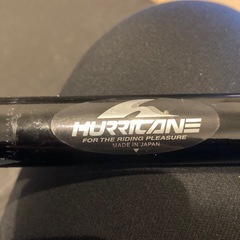 HURRICANE
FOR THE RIDING PLEASURE
MADE IN JAPAN